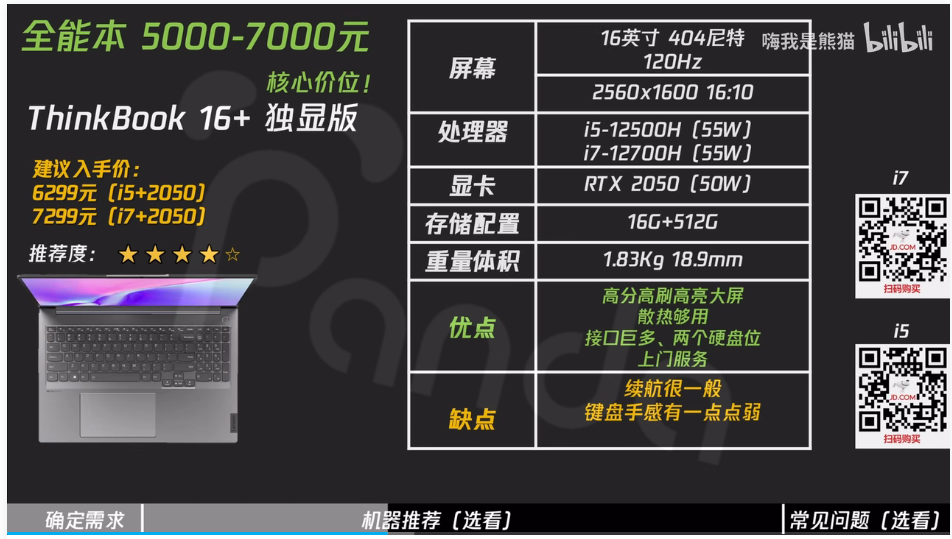 全能本 5000-7000元
核心价位!
ThinkBook 16+ 独显版
建议入手价:
6299元 (i5+2050)
7299元 (i7+2050)
推荐度: ★★★★☆
屏幕
16英寸 404尼特
120Hz
2560x1600 16:10
处理器
i5-12500H (55W)
i7-12700H (55W)
显卡
RTX 2050 (50W)
存储配置
16G+512G
重量体积
1.83Kg 18.9mm
优点
高分高刷高亮大屏
散热够用
接口巨多、两个硬盘位
上门服务
缺点
续航很一般
键盘手感有一点点弱
嗨我是熊猫 bilibili
i7
JD.COM
扫码购买
i5
JD.COM
扫码购买
Panda
确定需求
机器推荐 (选看)
常见问题 (选看)